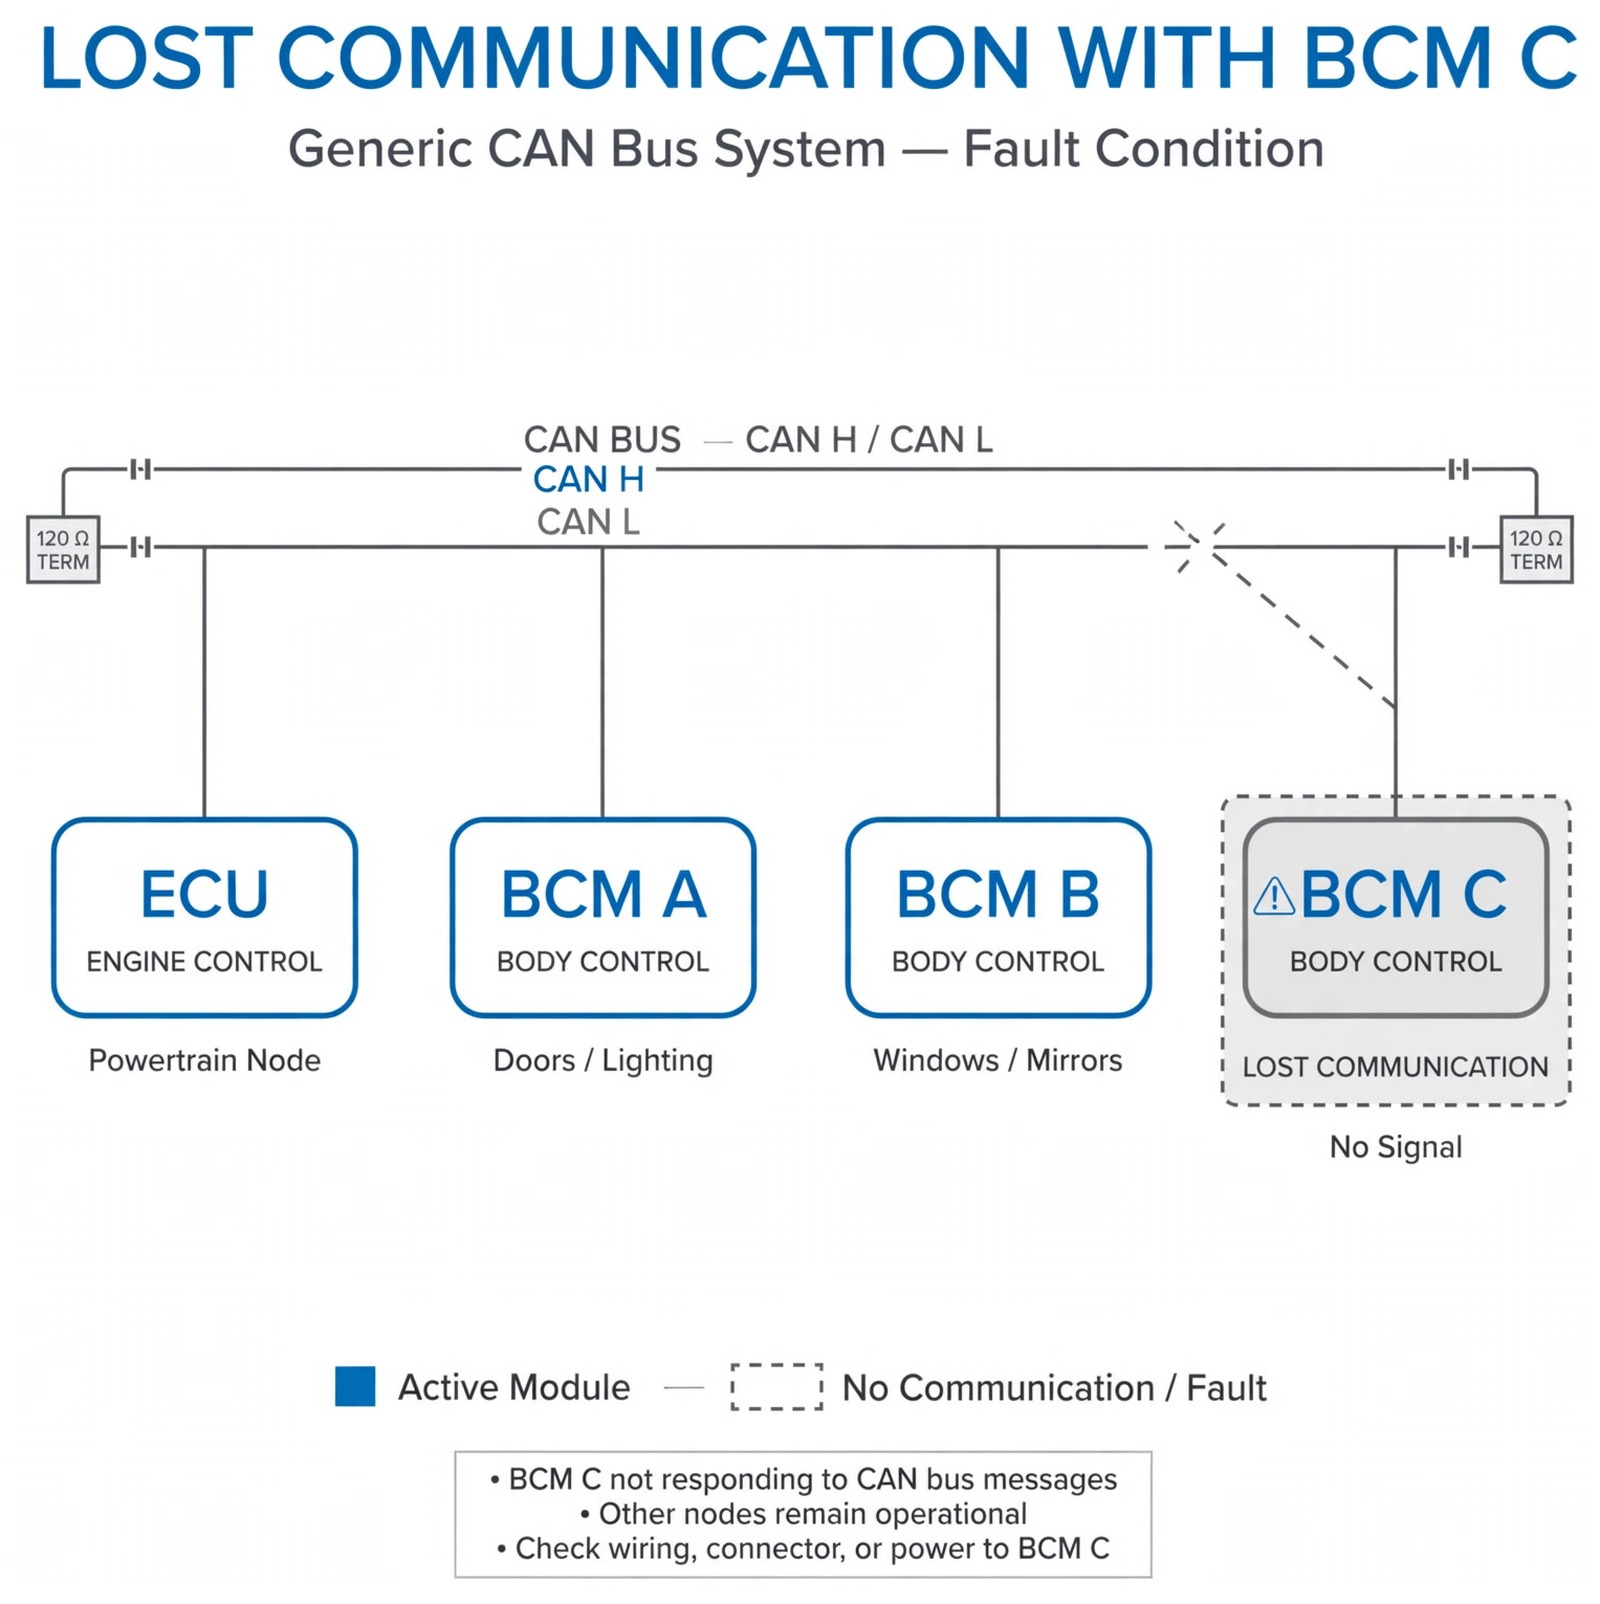 LOST COMMUNICATION WITH BCM C
Generic CAN Bus System — Fault Condition
CAN BUS — CAN H / CAN L
CAN H
CAN L
120 Ω
TERM
120 Ω
TERM
ECU
ENGINE CONTROL
Powertrain Node
BCM A
BODY CONTROL
Doors / Lighting
BCM B
BODY CONTROL
Windows / Mirrors
BCM C
BODY CONTROL
LOST COMMUNICATION
No Signal
Active Module — No Communication / Fault
• BCM C not responding to CAN bus messages
• Other nodes remain operational
• Check wiring, connector, or power to BCM C